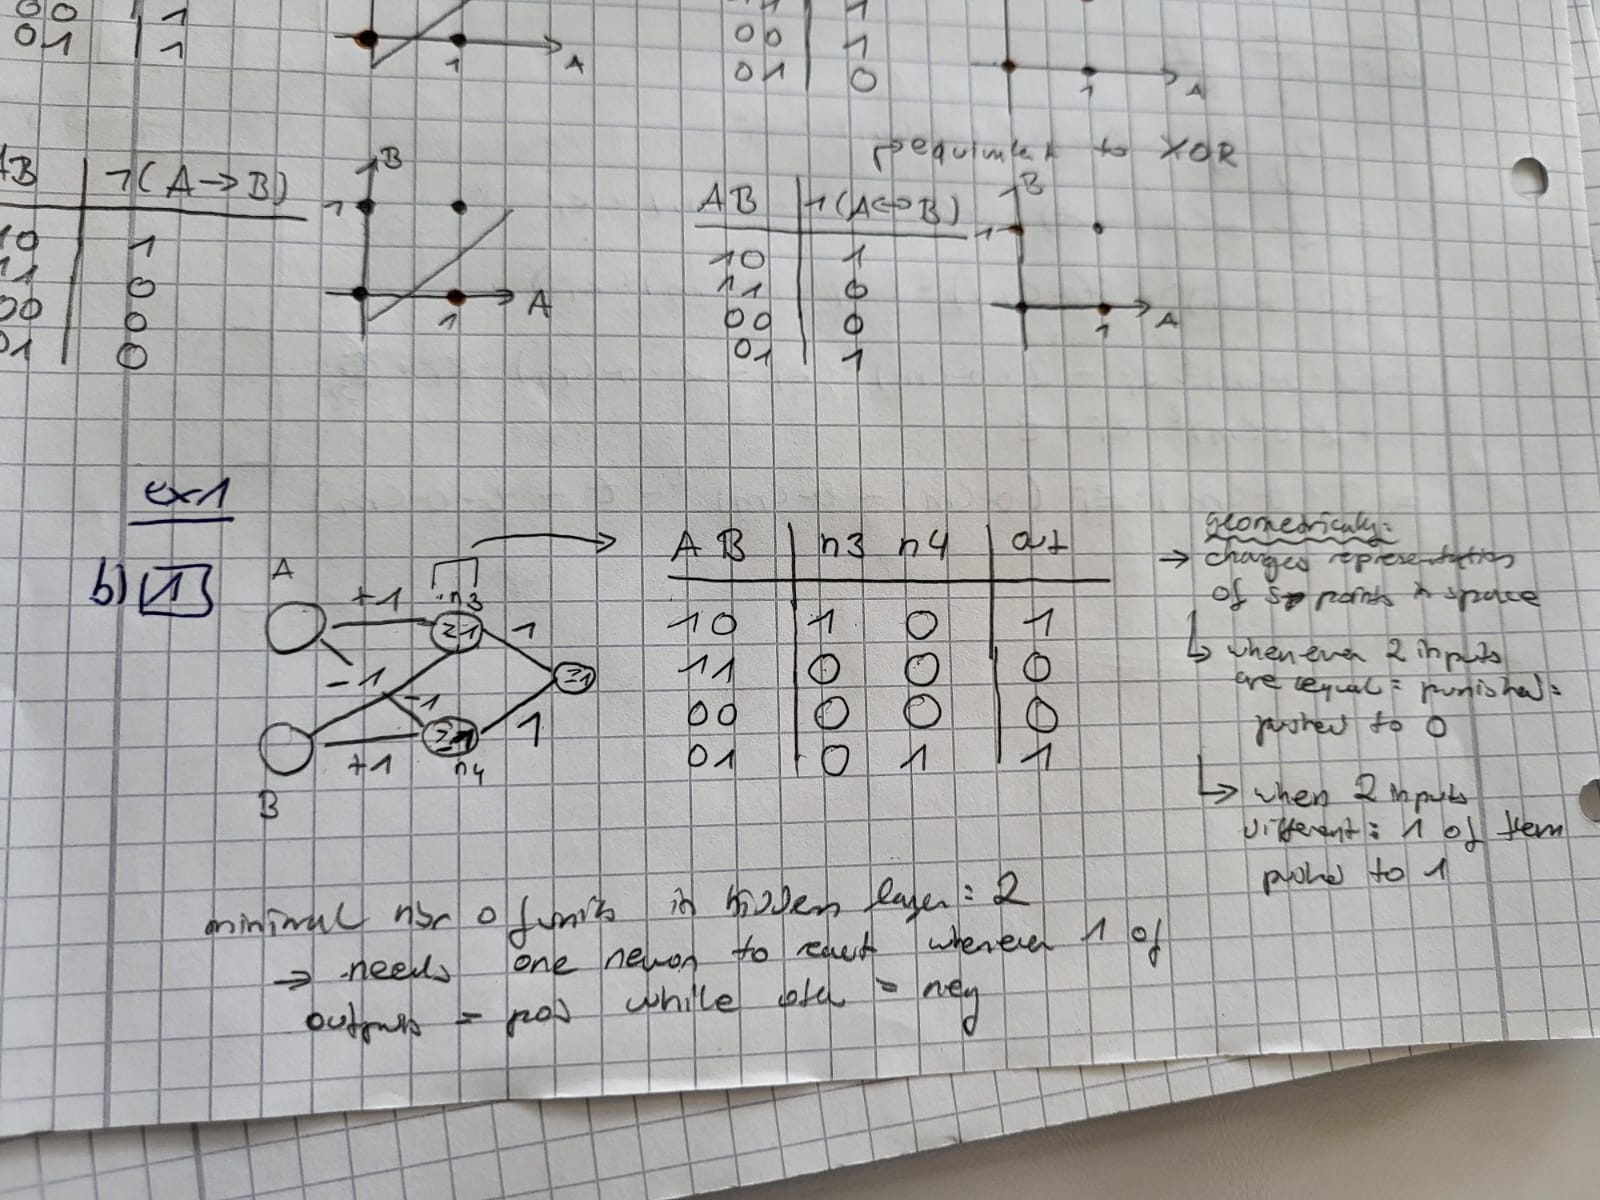 00 | 1
01 | 1
1 A
1 1
00 | 1
01 | 0
1 A
AB | ¬(A→B)
10 1
11 0
00 0
01 0
B
1
1 A
equivalent to XOR
AB | ¬(A↔B)
10 1
11 0
00 0
01 1
B
1
1 A
ex 1
b) 1
A
+1 n3
≥1 1
-1 -1
≥1
+1 ≥1 1
n4
B
A B | n3 n4 | out
10 | 1 0 | 1
11 | 0 0 | 0
00 | 0 0 | 0
01 | 0 1 | 1
geometrically:
→ changes representation
of points in space
↳ whenever 2 inputs
are equal = punished =
pushed to 0
↳ when 2 inputs
different: 1 of them
pushed to 1
minimal nbr of units in hidden layer: 2
→ needs one neuron to react whenever 1 of
outputs = pos while other = neg